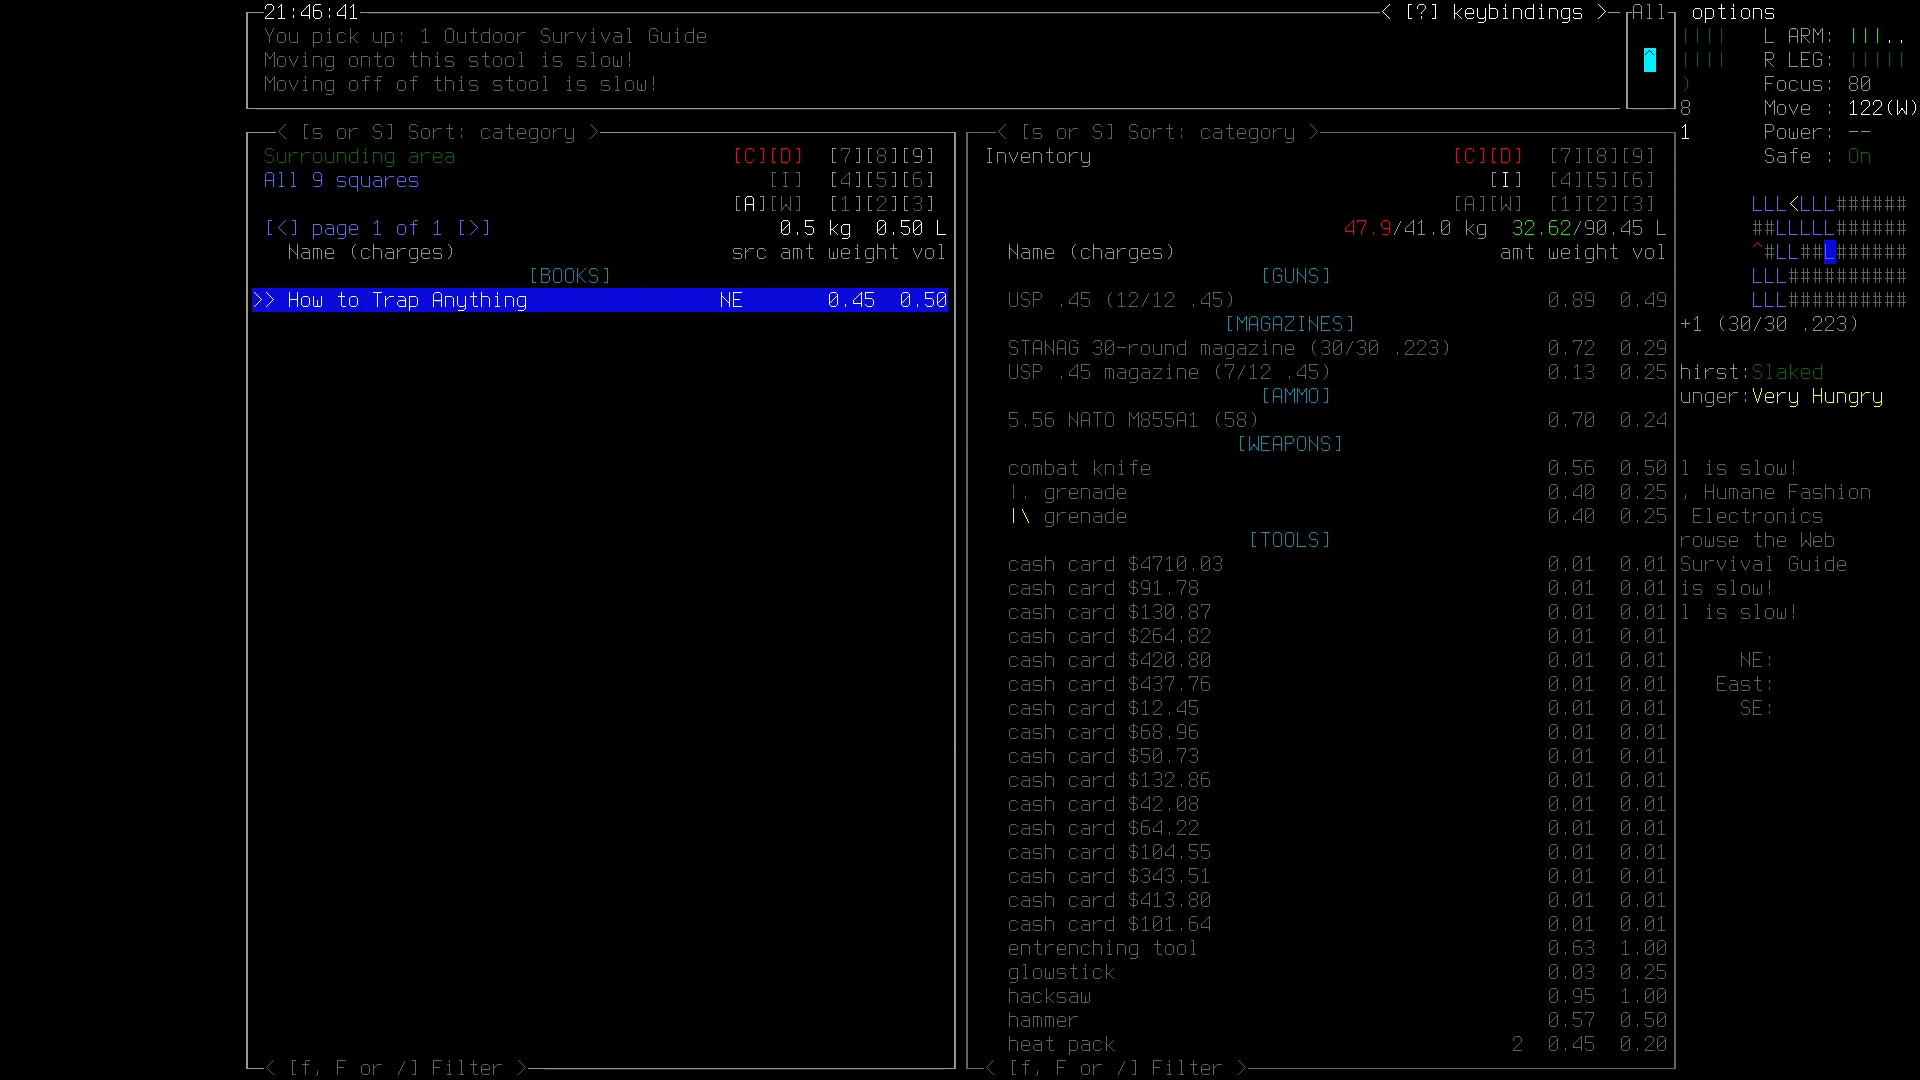 21:46:41 < [?] keybindings > All options
You pick up: 1 Outdoor Survival Guide
Moving onto this stool is slow!
Moving off of this stool is slow!
^
L ARM: |||..
R LEG: |||||
) Focus: 80
8 Move : 122(W)
1 Power: --
Safe : On
LLL<LLL######
##LLLLL######
^#LL##L######
LLL##########
LLL##########
+1 (30/30 .223)
hirst:Slaked
unger:Very Hungry
l is slow!
, Humane Fashion
Electronics
rowse the Web
Survival Guide
is slow!
l is slow!
NE:
East:
SE:
< [s or S] Sort: category >
Surrounding area [C][D] [7][8][9]
All 9 squares [I] [4][5][6]
[A][W] [1][2][3]
[<] page 1 of 1 [>] 0.5 kg 0.50 L
Name (charges) src amt weight vol
[BOOKS]
>> How to Trap Anything NE 0.45 0.50
< [f, F or /] Filter >
< [s or S] Sort: category >
Inventory [C][D] [7][8][9]
[I] [4][5][6]
[A][W] [1][2][3]
47.9/41.0 kg 32.62/90.45 L
Name (charges) amt weight vol
[GUNS]
USP .45 (12/12 .45) 0.89 0.49
[MAGAZINES]
STANAG 30-round magazine (30/30 .223) 0.72 0.29
USP .45 magazine (7/12 .45) 0.13 0.25
[AMMO]
5.56 NATO M855A1 (58) 0.70 0.24
[WEAPONS]
combat knife 0.56 0.50
|. grenade 0.40 0.25
|\ grenade 0.40 0.25
[TOOLS]
cash card $4710.03 0.01 0.01
cash card $91.78 0.01 0.01
cash card $130.87 0.01 0.01
cash card $264.82 0.01 0.01
cash card $420.80 0.01 0.01
cash card $437.76 0.01 0.01
cash card $12.45 0.01 0.01
cash card $68.96 0.01 0.01
cash card $50.73 0.01 0.01
cash card $132.86 0.01 0.01
cash card $42.08 0.01 0.01
cash card $64.22 0.01 0.01
cash card $104.55 0.01 0.01
cash card $343.51 0.01 0.01
cash card $413.80 0.01 0.01
cash card $101.64 0.01 0.01
entrenching tool 0.63 1.00
glowstick 0.03 0.25
hacksaw 0.95 1.00
hammer 0.57 0.50
heat pack 2 0.45 0.20
< [f, F or /] Filter >